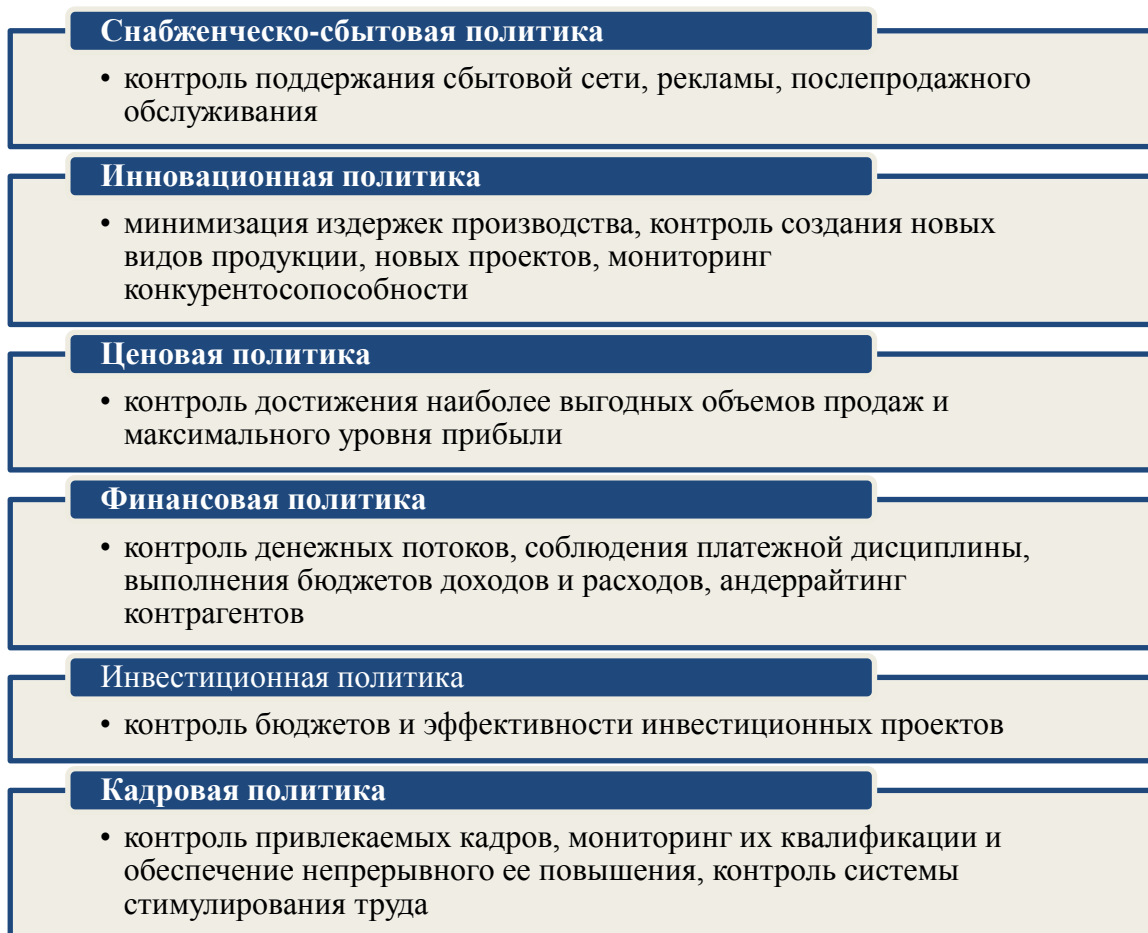 Снабженческо-сбытовая политика
• контроль поддержания сбытовой сети, рекламы, послепродажного
обслуживания
Инновационная политика
• минимизация издержек производства, контроль создания новых
видов продукции, новых проектов, мониторинг
конкурентосопособности
Ценовая политика
• контроль достижения наиболее выгодных объемов продаж и
максимального уровня прибыли
Финансовая политика
• контроль денежных потоков, соблюдения платежной дисциплины,
выполнения бюджетов доходов и расходов, андеррайтинг
контрагентов
Инвестиционная политика
• контроль бюджетов и эффективности инвестиционных проектов
Кадровая политика
• контроль привлекаемых кадров, мониторинг их квалификации и
обеспечение непрерывного ее повышения, контроль системы
стимулирования труда